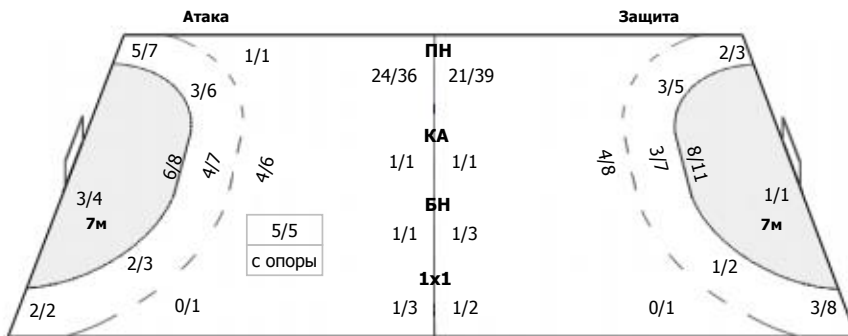 Атака Защита
5/7 1/1 ПН 2/3
24/36 21/39
3/6 3/5
КА
6/8 4/7 4/6 1/1 1/1 4/8 3/7 8/11
3/4 1/1
БН
7м 5/5 1/1 1/3 7м
с опоры
2/3 1/2
1x1
2/2 0/1 1/3 1/2 0/1 3/8